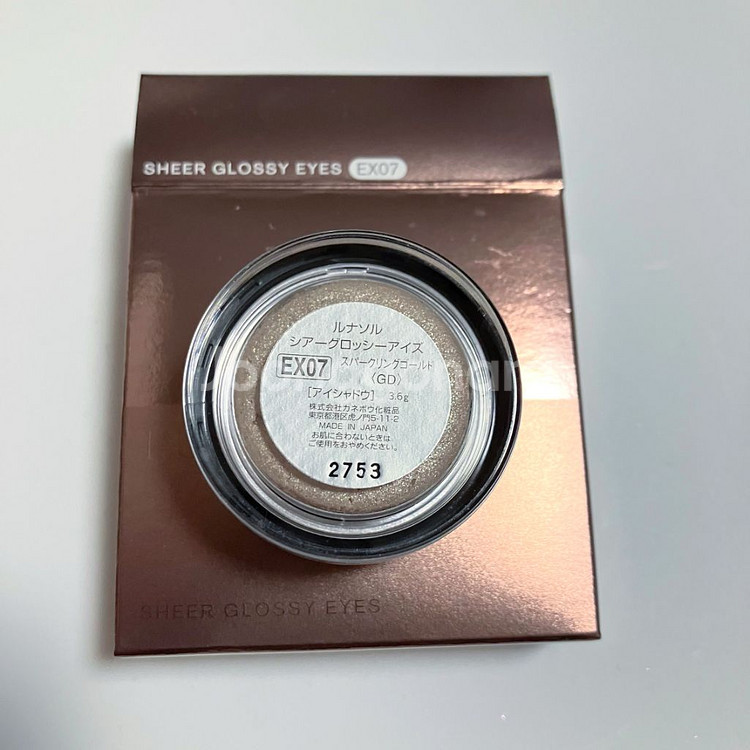 SHEER GLOSSY EYES EX07
ルナソル
シアーグロッシーアイズ
EX07 スパークリングゴールド
〈GD〉
[アイシャドウ] 3.6g
株式会社カネボウ化粧品
東京都港区虎ノ門5-11-2
MADE IN JAPAN
お肌に合わないときは
ご使用をおやめください。
2753
SHEER GLOSSY EYES